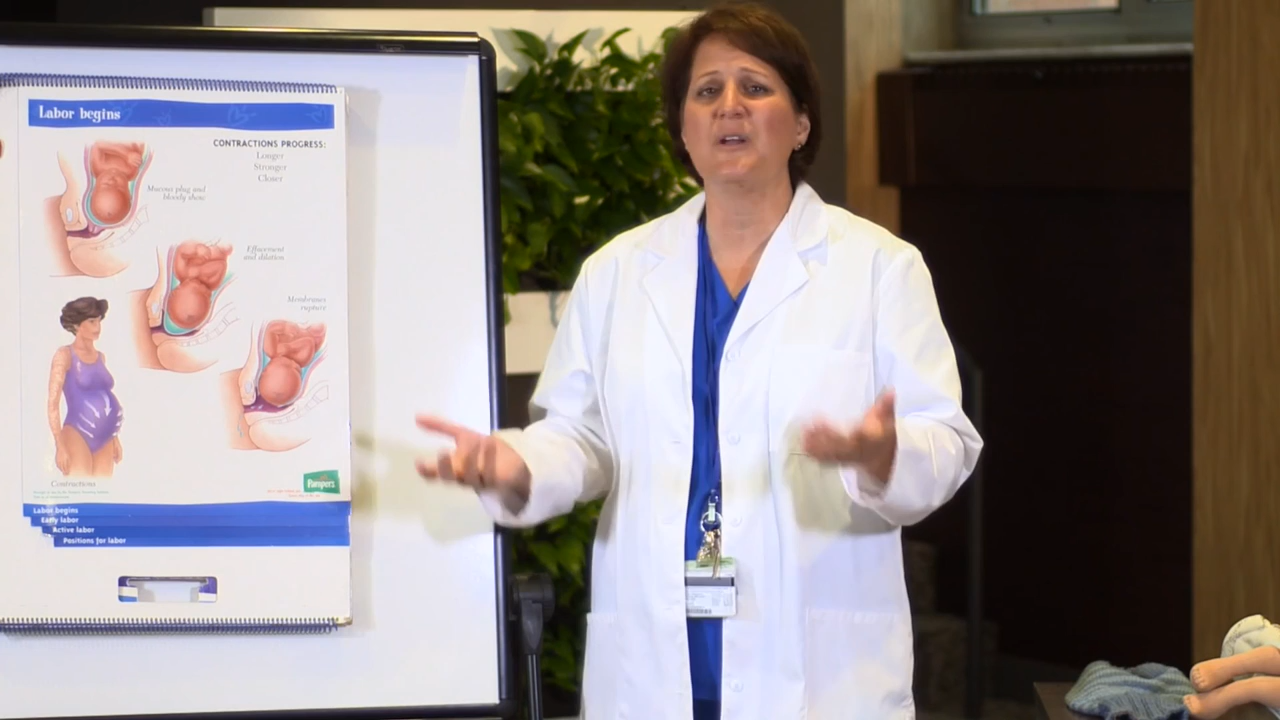 Labor begins
CONTRACTIONS PROGRESS:
Longer
Stronger
Closer
Mucous plug and
bloody show
Effacement
and dilation
Membranes
rupture
Contractions
Pampers
Labor begins
Early labor
Active labor
Positions for labor